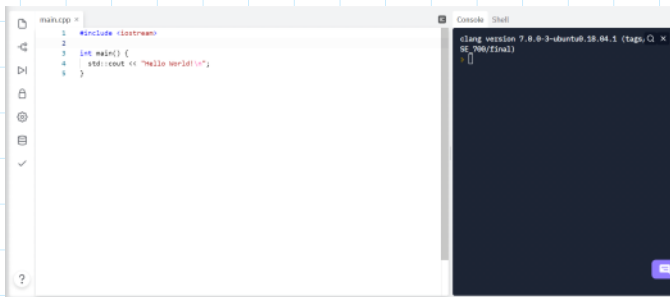 main.cpp ×
1 #include <iostream>
2
3 int main() {
4 std::cout << "Hello World!\n";
5 }
?
Console Shell
clang version 7.0.0-3~ubuntu0.18.04.1 (tags/
SE_700/final)
>